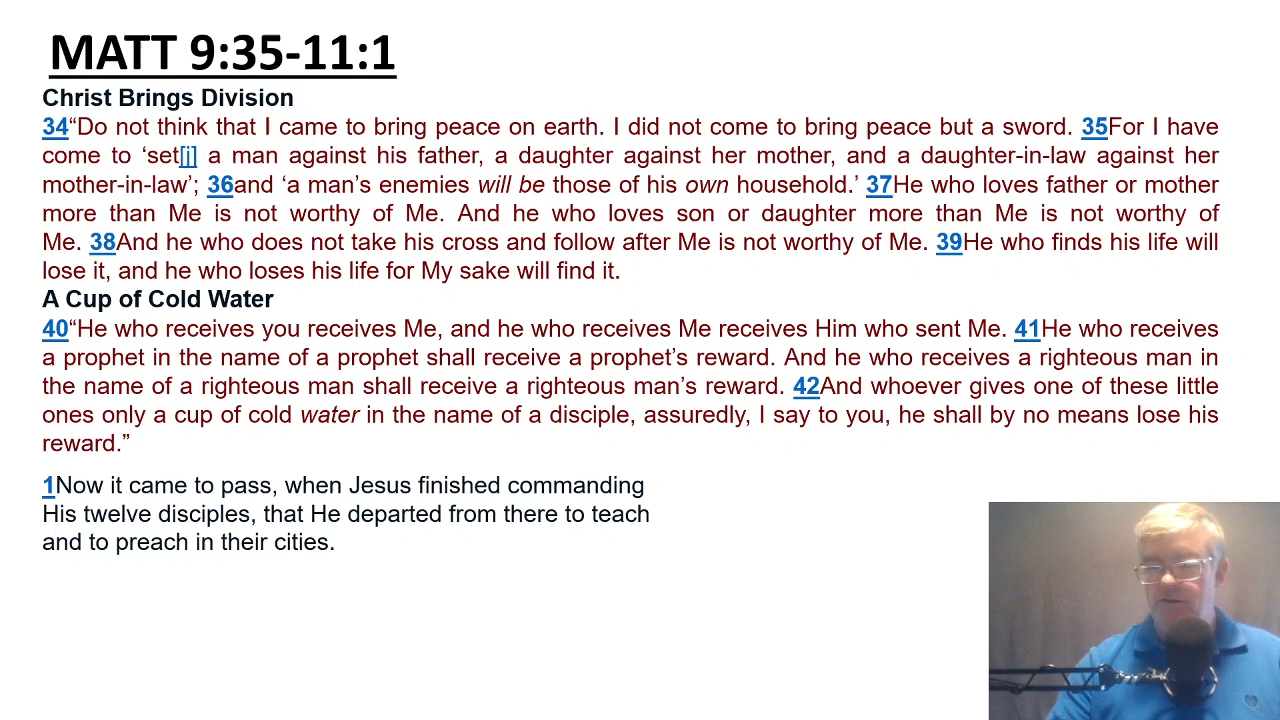 MATT 9:35-11:1
Christ Brings Division
34“Do not think that I came to bring peace on earth. I did not come to bring peace but a sword. 35For I have
come to ‘set[j] a man against his father, a daughter against her mother, and a daughter-in-law against her
mother-in-law’; 36and ‘a man’s enemies will be those of his own household.’ 37He who loves father or mother
more than Me is not worthy of Me. And he who loves son or daughter more than Me is not worthy of
Me. 38And he who does not take his cross and follow after Me is not worthy of Me. 39He who finds his life will
lose it, and he who loses his life for My sake will find it.
A Cup of Cold Water
40“He who receives you receives Me, and he who receives Me receives Him who sent Me. 41He who receives
a prophet in the name of a prophet shall receive a prophet’s reward. And he who receives a righteous man in
the name of a righteous man shall receive a righteous man’s reward. 42And whoever gives one of these little
ones only a cup of cold water in the name of a disciple, assuredly, I say to you, he shall by no means lose his
reward.”
1Now it came to pass, when Jesus finished commanding
His twelve disciples, that He departed from there to teach
and to preach in their cities.